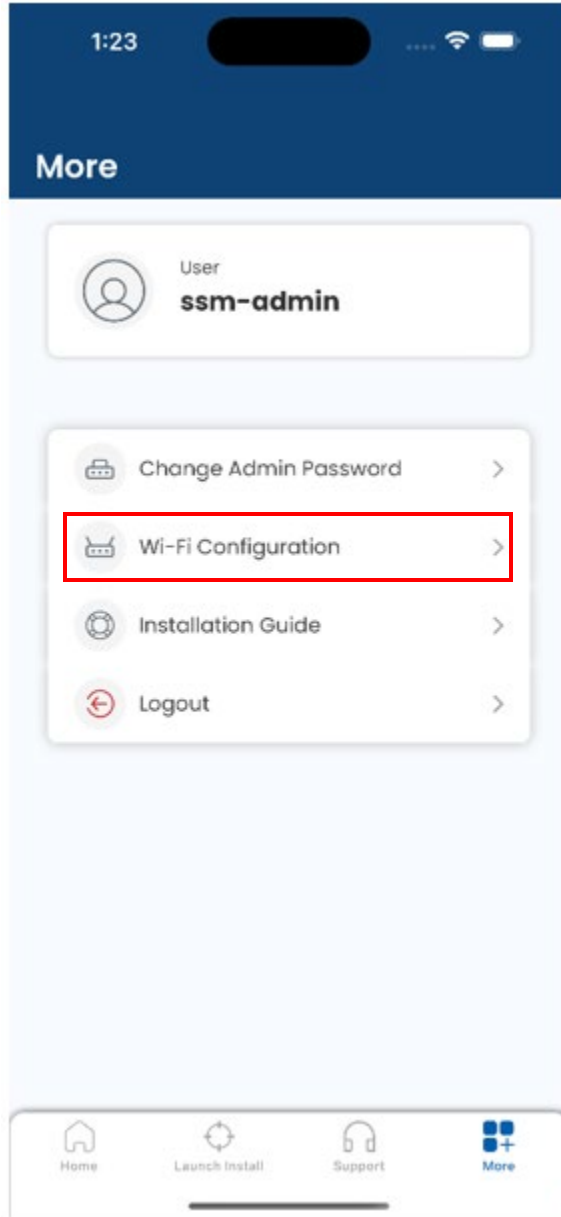 1:23
More
User
ssm-admin
Change Admin Password
Wi-Fi Configuration
Installation Guide
Logout
Home
Launch Install
Support
More